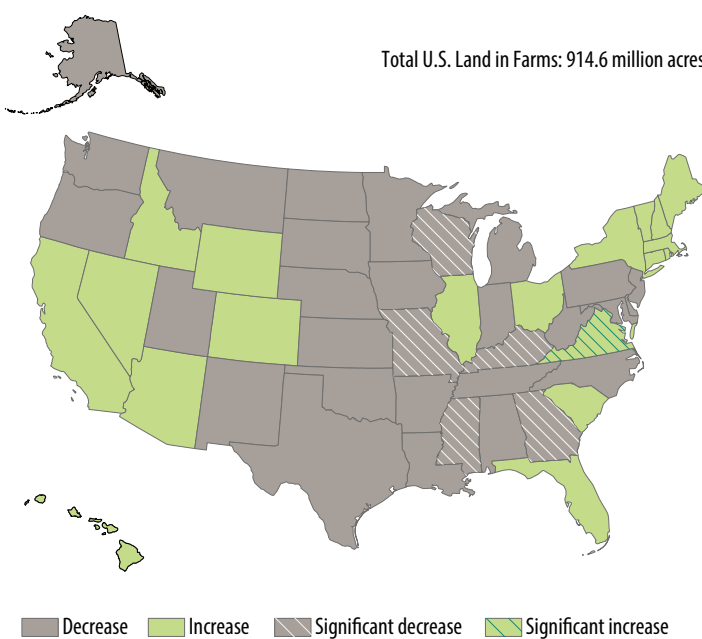 Total U.S. Land in Farms: 914.6 million acres
Decrease Increase Significant decrease Significant increase